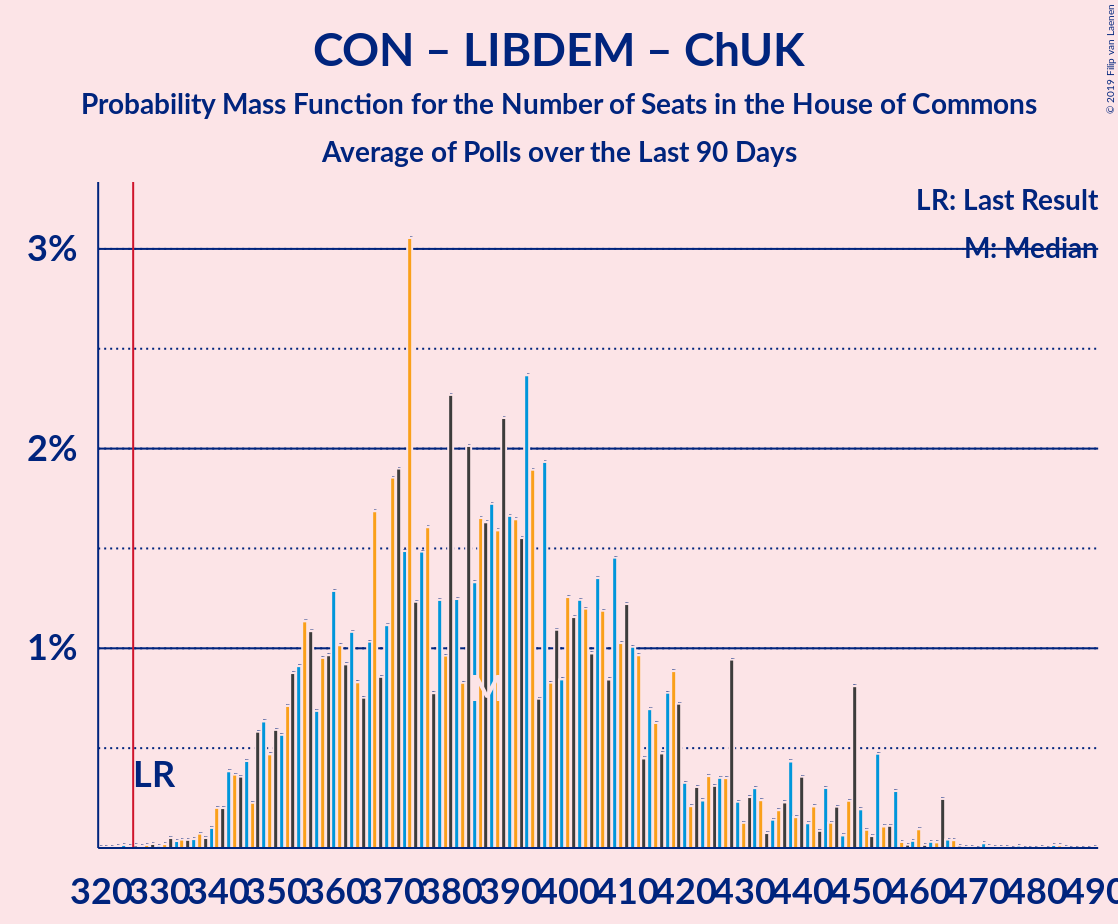 CON – LIBDEM – ChUK
Probability Mass Function for the Number of Seats in the House of Commons
Average of Polls over the Last 90 Days
© 2019 Filip van Laenen
LR: Last Result
M: Median
3%
2%
1%
M
LR
320 330 340 350 360 370 380 390 400 410 420 430 440 450 460 470 480 490